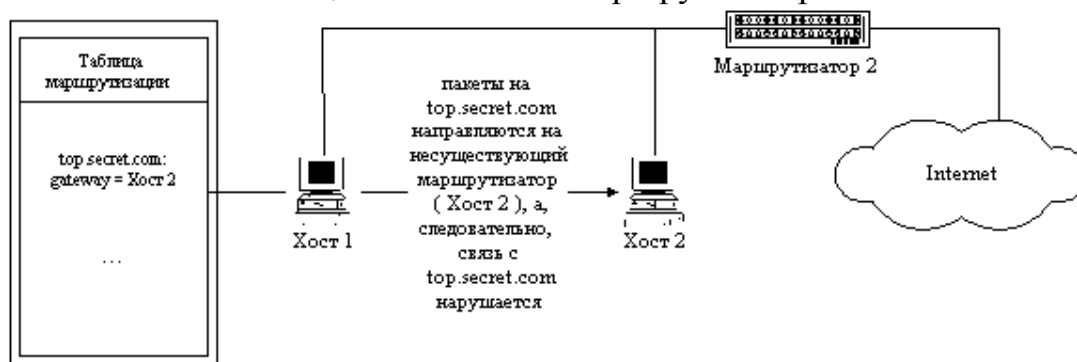 Таблица
маршрутизации
top.secret.com:
gateway = Хост 2
...
Хост 1
пакеты на
top.secret.com
направляются на
несуществующий
маршрутизатор
( Хост 2 ), а,
следовательно,
связь с
top.secret.com
нарушается
Хост 2
Маршрутизатор 2
Internet